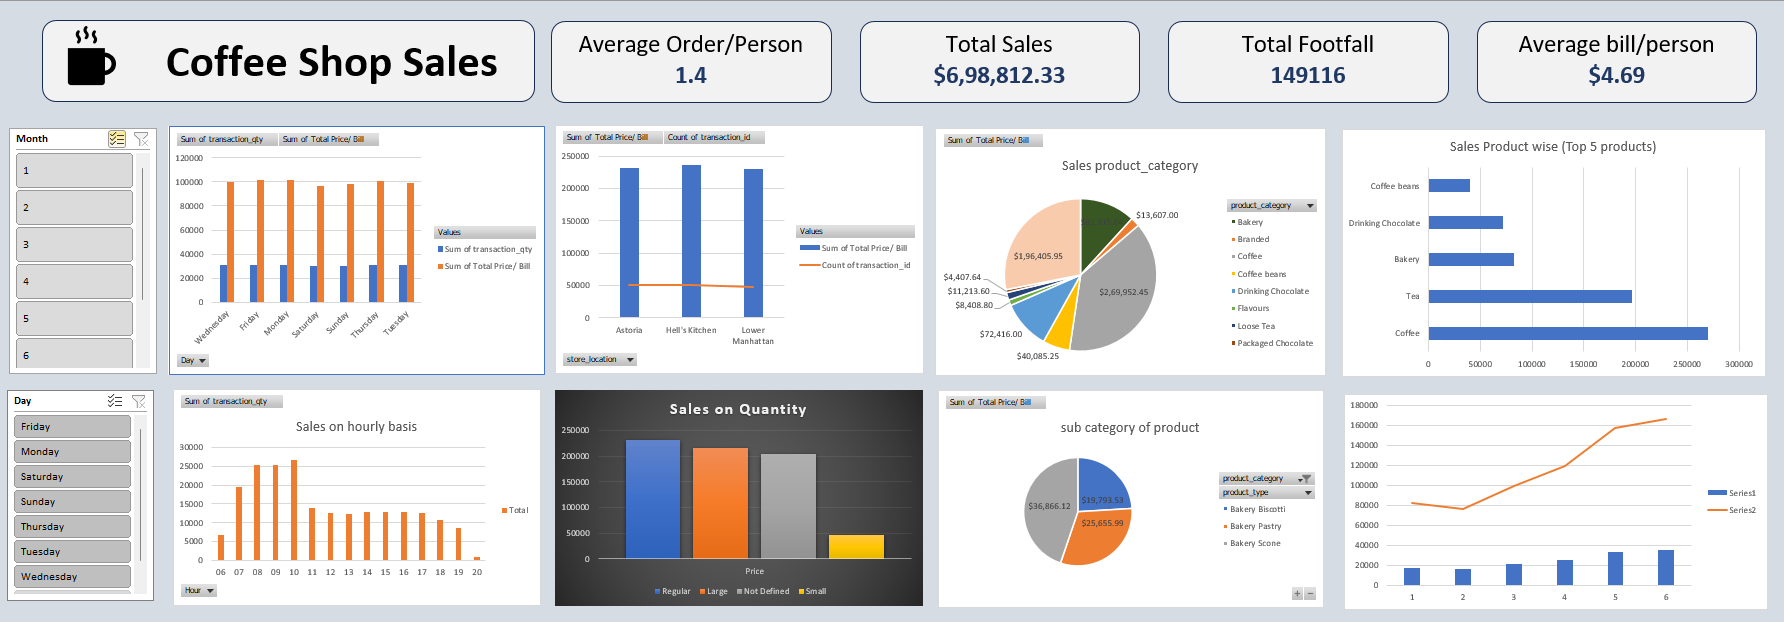 Coffee Shop Sales
Average Order/Person
1.4
Total Sales
$6,98,812.33
Total Footfall
149116
Average bill/person
$4.69
Month
1
2
3
4
5
6
Sum of transaction_qty Sum of Total Price/ Bill
120000
100000
80000
60000
40000
20000
0
Wednesday Friday Monday Saturday Sunday Thursday Tuesday
Values
Sum of transaction_qty
Sum of Total Price/ Bill
Day
Sum of Total Price/ Bill Count of transaction_id
250000
200000
150000
100000
50000
0
Astoria Hell's Kitchen Lower
Manhattan
Values
Sum of Total Price/ Bill
Count of transaction_id
store_location
Sum of Total Price/ Bill
Sales product_category
$13,607.00
$1,96,405.95
$2,69,952.45
$4,407.64
$11,213.60
$8,408.80
$72,416.00
$40,085.25
product_category
Bakery
Branded
Coffee
Coffee beans
Drinking Chocolate
Flavours
Loose Tea
Packaged Chocolate
Sales Product wise (Top 5 products)
Coffee beans
Drinking Chocolate
Bakery
Tea
Coffee
0 50000 100000 150000 200000 250000 300000
Day
Friday
Monday
Saturday
Sunday
Thursday
Tuesday
Wednesday
Sum of transaction_qty
Sales on hourly basis
30000
25000
20000
15000
10000
5000
0
06 07 08 09 10 11 12 13 14 15 16 17 18 19 20
Total
Hour
Sales on Quantity
250000
200000
150000
100000
50000
0
Price
Regular Large Not Defined Small
Sum of Total Price/ Bill
sub category of product
$36,866.12
$19,793.53
$25,655.99
product_category
product_type
Bakery Biscotti
Bakery Pastry
Bakery Scone
180000
160000
140000
120000
100000
80000
60000
40000
20000
0
1 2 3 4 5 6
Series1
Series2